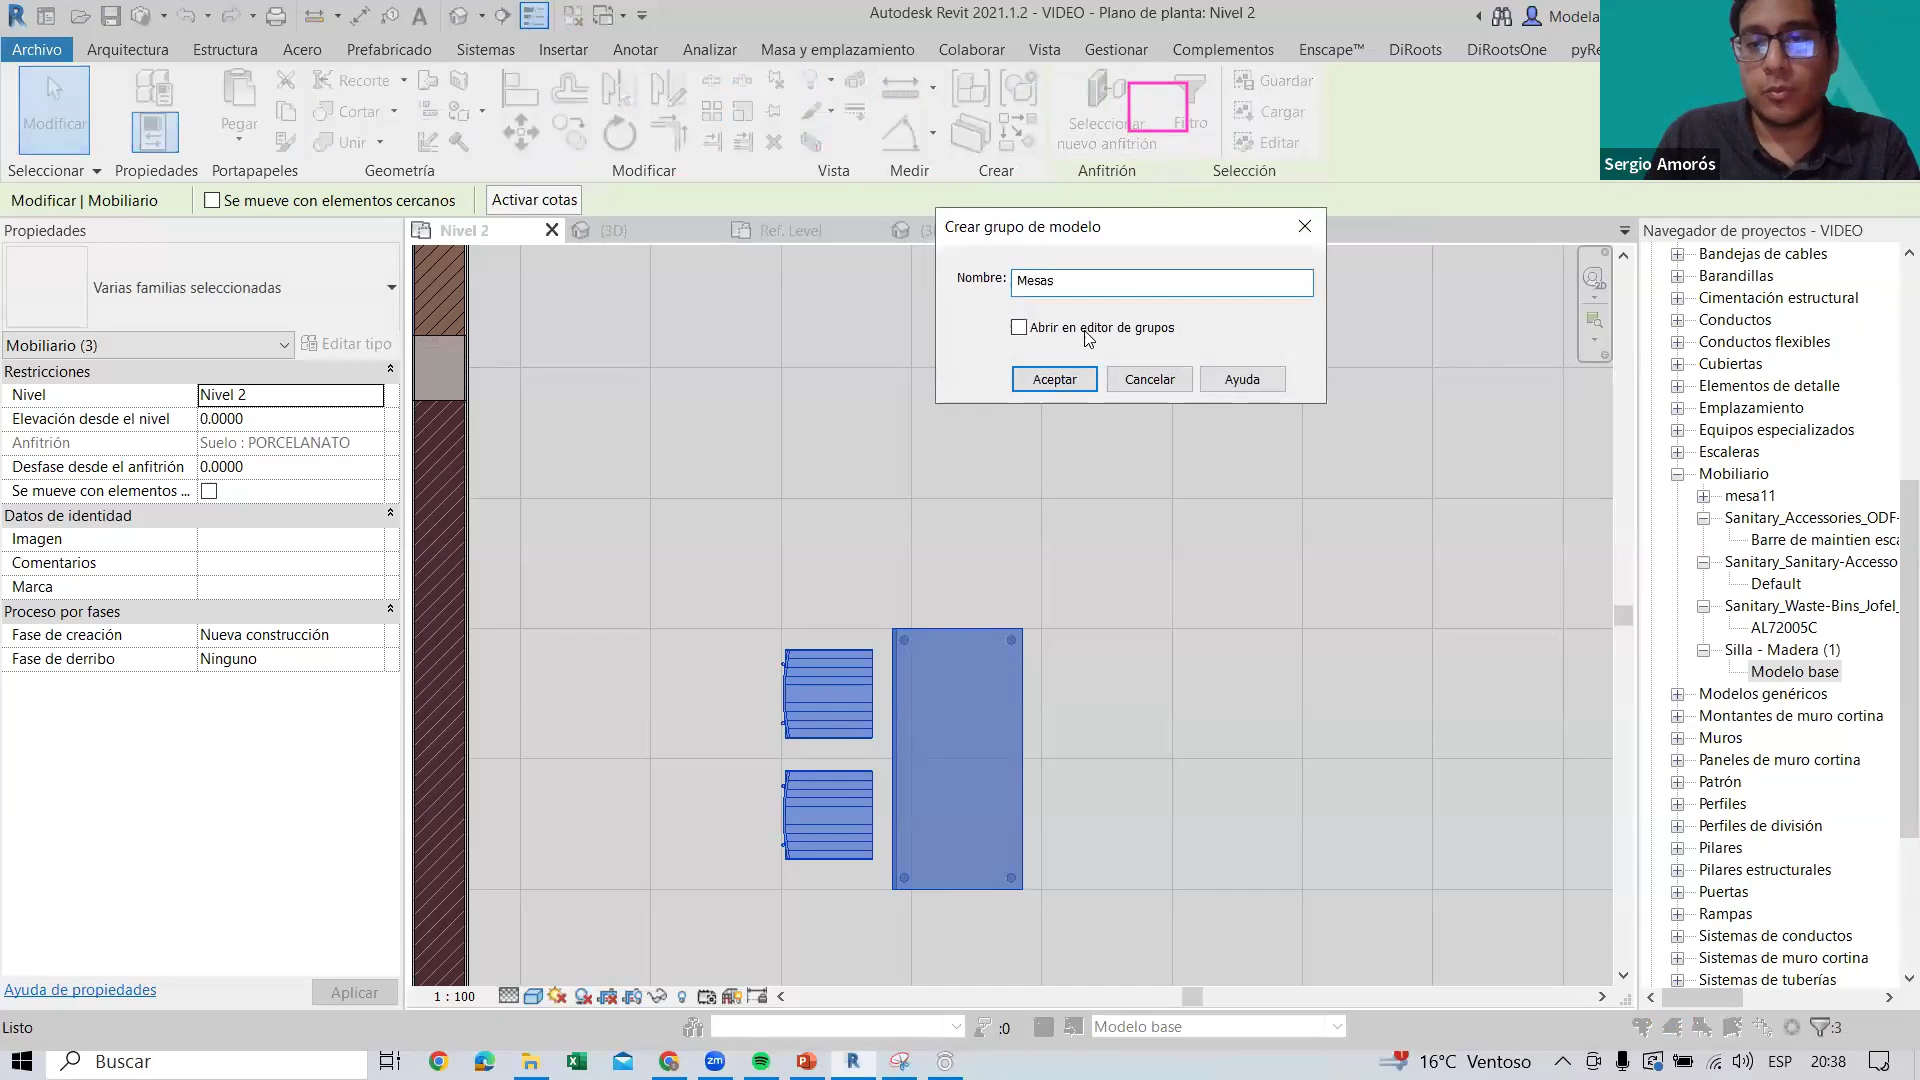 Autodesk Revit 2021.1.2 - VIDEO - Plano de planta: Nivel 2
Modela
Archivo Arquitectura Estructura Acero Prefabricado Sistemas Insertar Anotar Analizar Masa y emplazamiento Colaborar Vista Gestionar Complementos Enscape™ DiRoots DiRootsOne pyRe
Modificar
Pegar
Recorte
Cortar
Unir
Seleccionar
nuevo anfitrión
Filtro
Guardar
Cargar
Editar
Seleccionar Propiedades Portapapeles Geometría Modificar Vista Medir Crear Anfitrión Selección
Sergio Amorós
Modificar | Mobiliario
Se mueve con elementos cercanos
Activar cotas
Propiedades
Nivel 2
{3D}
Ref. Level
Varias familias seleccionadas
Mobiliario (3)
Editar tipo
Restricciones
Nivel Nivel 2
Elevación desde el nivel 0.0000
Anfitrión Suelo : PORCELANATO
Desfase desde el anfitrión 0.0000
Se mueve con elementos ...
Datos de identidad
Imagen
Comentarios
Marca
Proceso por fases
Fase de creación Nueva construcción
Fase de derribo Ninguno
Ayuda de propiedades
Aplicar
Crear grupo de modelo
Nombre: Mesas
Abrir en editor de grupos
Aceptar Cancelar Ayuda
2D
Navegador de proyectos - VIDEO
Bandejas de cables
Barandillas
Cimentación estructural
Conductos
Conductos flexibles
Cubiertas
Elementos de detalle
Emplazamiento
Equipos especializados
Escaleras
Mobiliario
mesa11
Sanitary_Accessories_ODF-
Barre de maintien esca
Sanitary_Sanitary-Accesso
Default
Sanitary_Waste-Bins_Jofel_
AL72005C
Silla - Madera (1)
Modelo base
Modelos genéricos
Montantes de muro cortina
Muros
Paneles de muro cortina
Patrón
Perfiles
Perfiles de división
Pilares
Pilares estructurales
Puertas
Rampas
Sistemas de conductos
Sistemas de muro cortina
Sistemas de tuberías
1 : 100
Listo
:0
Modelo base
:3
Buscar
zm
16°C Ventoso
ESP
20:38